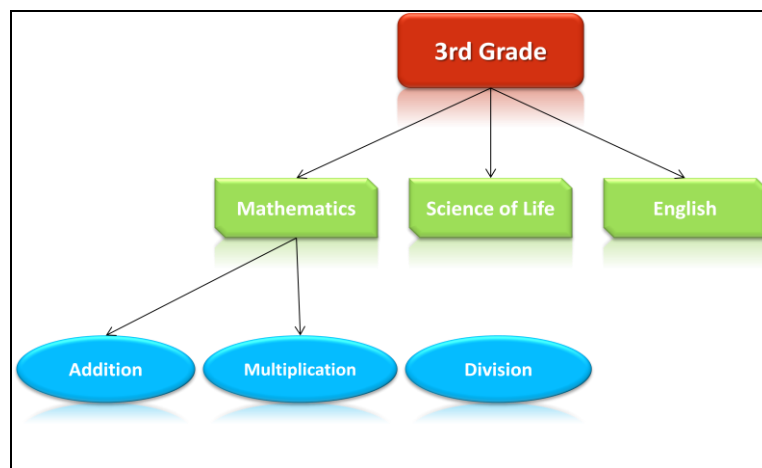 3rd Grade
Mathematics
Science of Life
English
Addition
Multiplication
Division